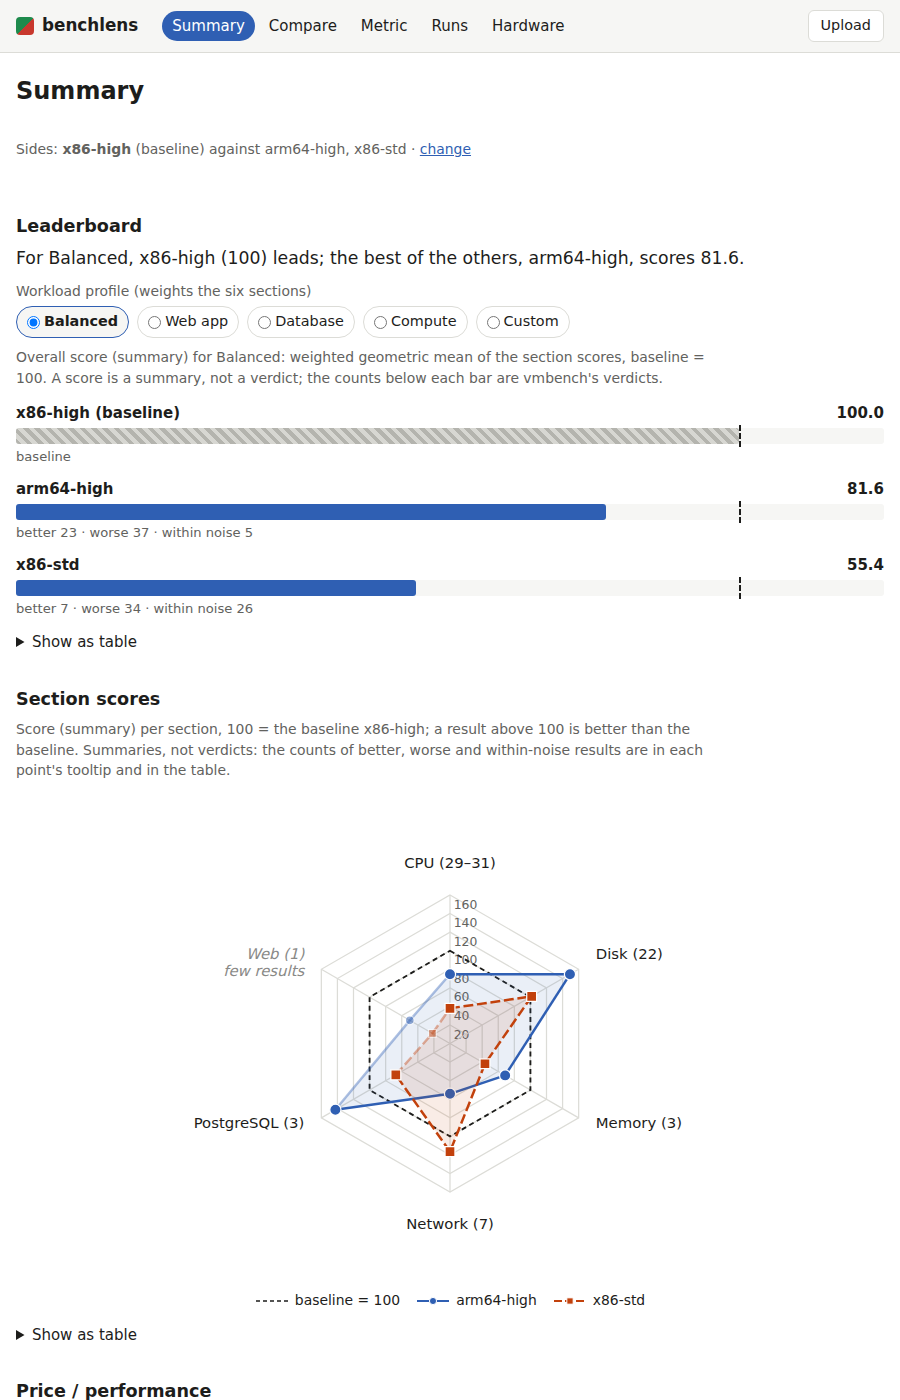 benchlens
Summary
Compare
Metric
Runs
Hardware
Upload
Summary
Sides: x86-high (baseline) against arm64-high, x86-std · change
Leaderboard
For Balanced, x86-high (100) leads; the best of the others, arm64-high, scores 81.6.
Workload profile (weights the six sections)
Balanced
Web app
Database
Compute
Custom
Overall score (summary) for Balanced: weighted geometric mean of the section scores, baseline =
100. A score is a summary, not a verdict; the counts below each bar are vmbench's verdicts.
x86-high (baseline)
100.0
baseline
arm64-high
81.6
better 23 · worse 37 · within noise 5
x86-std
55.4
better 7 · worse 34 · within noise 26
Show as table
Section scores
Score (summary) per section, 100 = the baseline x86-high; a result above 100 is better than the
baseline. Summaries, not verdicts: the counts of better, worse and within-noise results are in each
point's tooltip and in the table.
CPU (29–31)
160
140
120
100
80
60
40
20
Web (1)
few results
Disk (22)
PostgreSQL (3)
Memory (3)
Network (7)
baseline = 100
arm64-high
x86-std
Show as table
Price / performance